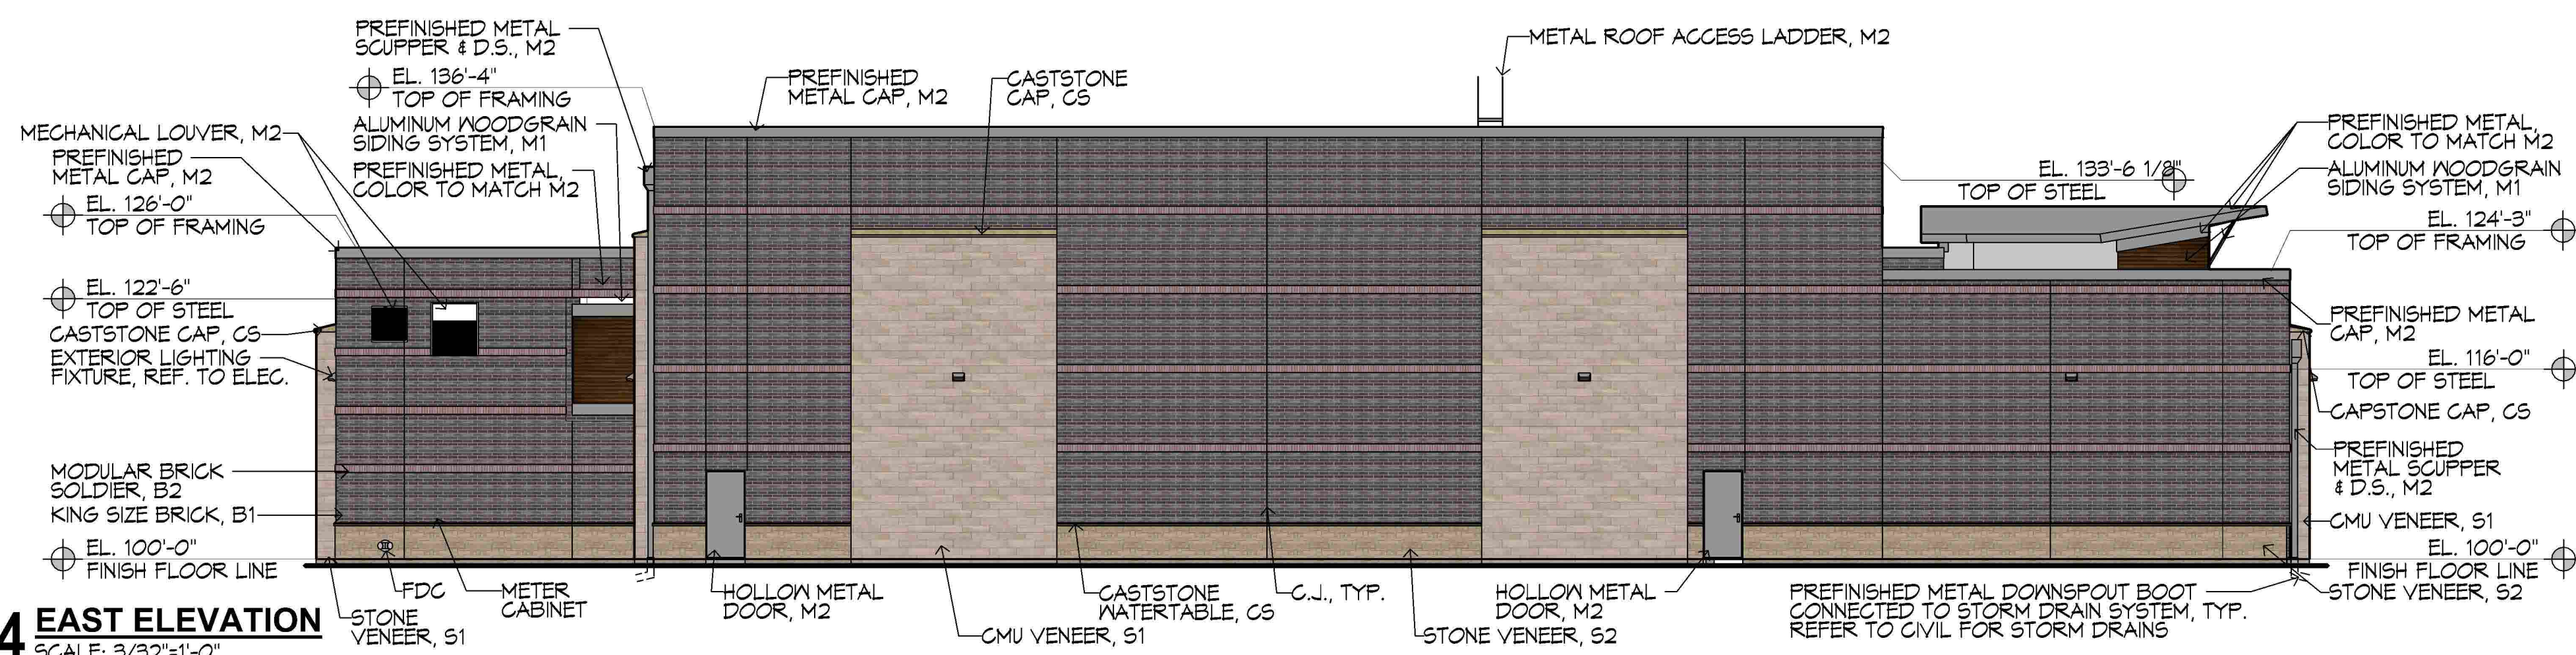 PREFINISHED METAL
SCUPPER & D.S., M2
EL. 136'-4"
TOP OF FRAMING
ALUMINUM WOODGRAIN
SIDING SYSTEM, M1
PREFINISHED METAL,
COLOR TO MATCH M2
MECHANICAL LOUVER, M2
PREFINISHED
METAL CAP, M2
EL. 126'-0"
TOP OF FRAMING
EL. 122'-6"
TOP OF STEEL
CASTSTONE CAP, CS
EXTERIOR LIGHTING
FIXTURE, REF. TO ELEC.
MODULAR BRICK
SOLDIER, B2
KING SIZE BRICK, B1
EL. 100'-0"
FINISH FLOOR LINE
PREFINISHED
METAL CAP, M2
CASTSTONE
CAP, CS
METAL ROOF ACCESS LADDER, M2
PREFINISHED METAL,
COLOR TO MATCH M2
EL. 133'-6 1/8"
TOP OF STEEL
ALUMINUM WOODGRAIN
SIDING SYSTEM, M1
EL. 124'-3"
TOP OF FRAMING
PREFINISHED METAL
CAP, M2
EL. 116'-0"
TOP OF STEEL
CAPSTONE CAP, CS
PREFINISHED
METAL SCUPPER
& D.S., M2
CMU VENEER, S1
EL. 100'-0"
FINISH FLOOR LINE
STONE VENEER, S2
FDC
METER
CABINET
STONE
VENEER, S1
HOLLOW METAL
DOOR, M2
CMU VENEER, S1
CASTSTONE
WATERTABLE, CS
C.J., TYP.
STONE VENEER, S2
HOLLOW METAL
DOOR, M2
PREFINISHED METAL DOWNSPOUT BOOT
CONNECTED TO STORM DRAIN SYSTEM, TYP.
REFER TO CIVIL FOR STORM DRAINS
4 EAST ELEVATION
SCALE: 3/32"=1'-0"